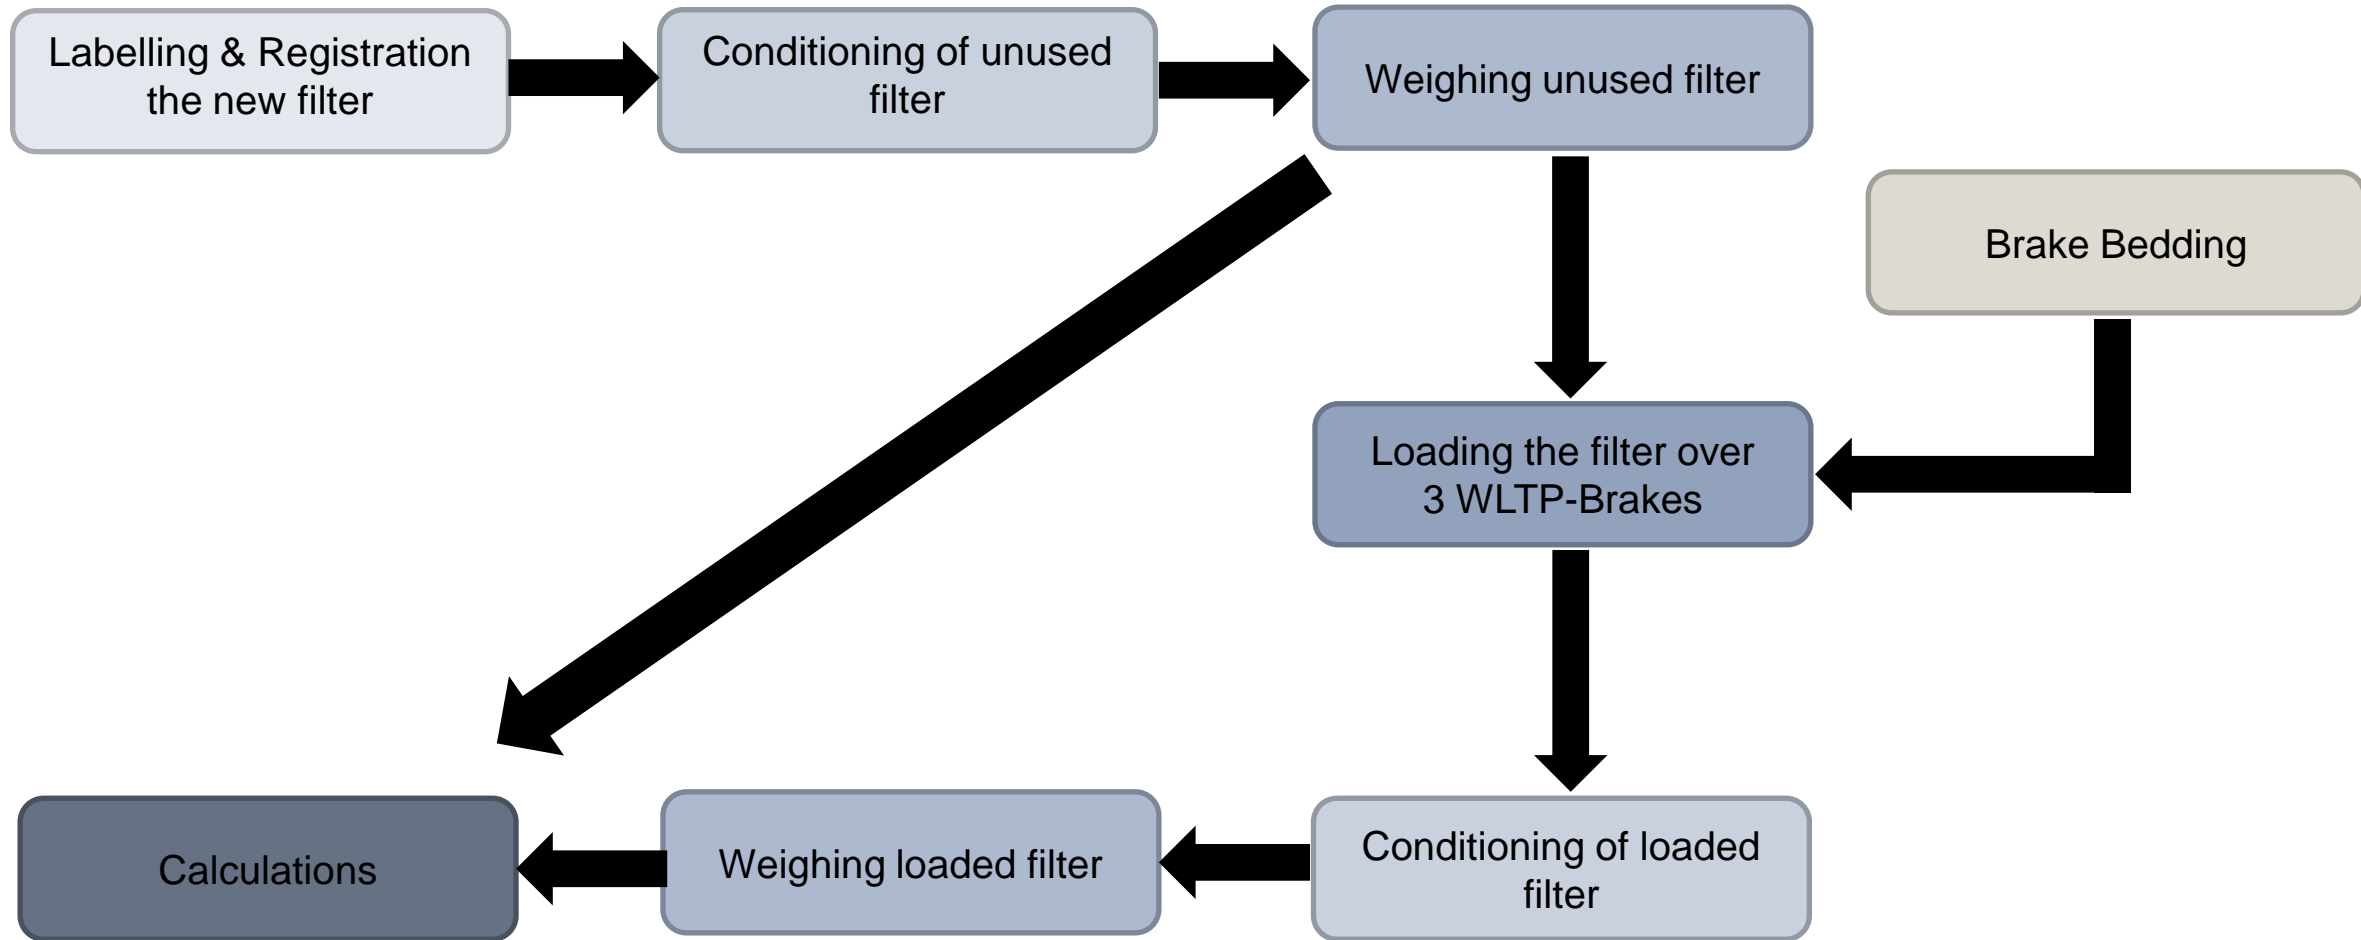 Labelling & Registration
the new filter
Conditioning of unused
filter
Weighing unused filter
Brake Bedding
Loading the filter over
3 WLTP-Brakes
Conditioning of loaded
filter
Weighing loaded filter
Calculations